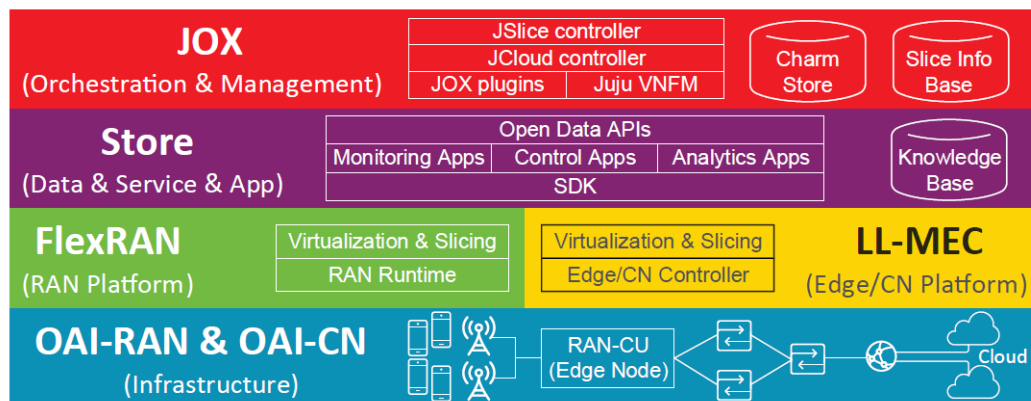 JOX
(Orchestration & Management)
JSlice controller
JCloud controller
JOX plugins
Juju VNFM
Charm
Store
Slice Info
Base
Store
(Data & Service & App)
Open Data APIs
Monitoring Apps
Control Apps
Analytics Apps
SDK
Knowledge
Base
FlexRAN
(RAN Platform)
Virtualization & Slicing
RAN Runtime
Virtualization & Slicing
Edge/CN Controller
LL-MEC
(Edge/CN Platform)
OAI-RAN & OAI-CN
(Infrastructure)
RAN-CU
(Edge Node)
Cloud